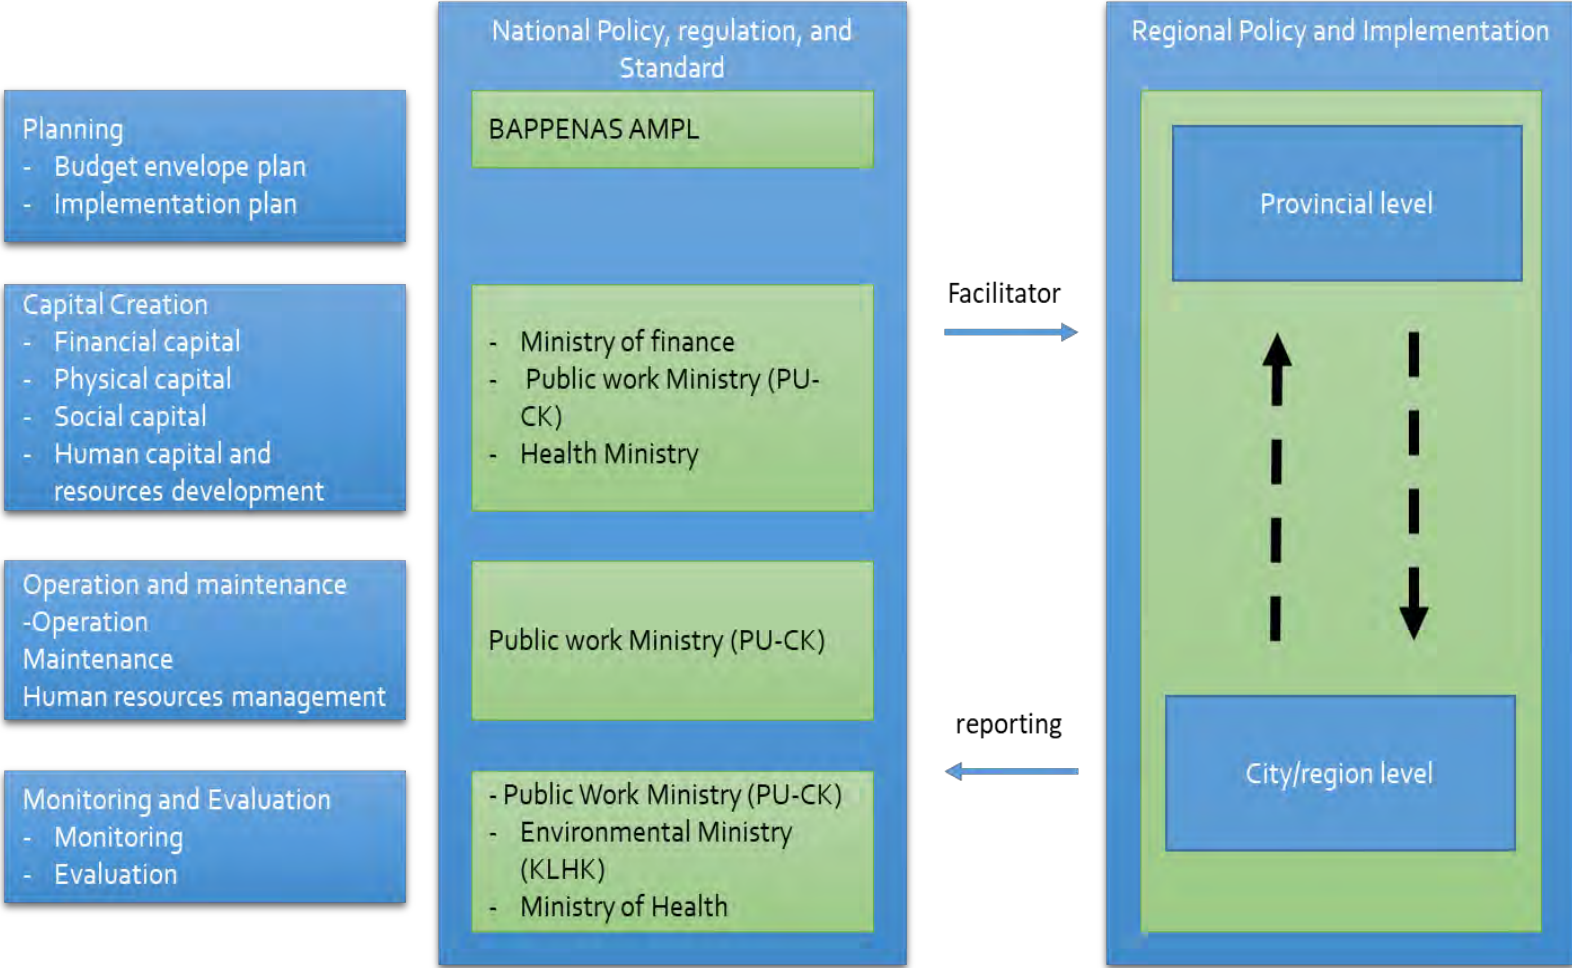 Planning
- Budget envelope plan
- Implementation plan
Capital Creation
- Financial capital
- Physical capital
- Social capital
- Human capital and
resources development
Operation and maintenance
-Operation
Maintenance
Human resources management
Monitoring and Evaluation
- Monitoring
- Evaluation
National Policy, regulation, and
Standard
BAPPENAS AMPL
- Ministry of finance
- Public work Ministry (PU-
CK)
- Health Ministry
Public work Ministry (PU-CK)
- Public Work Ministry (PU-CK)
- Environmental Ministry
(KLHK)
- Ministry of Health
Facilitator
reporting
Regional Policy and Implementation
Provincial level
City/region level